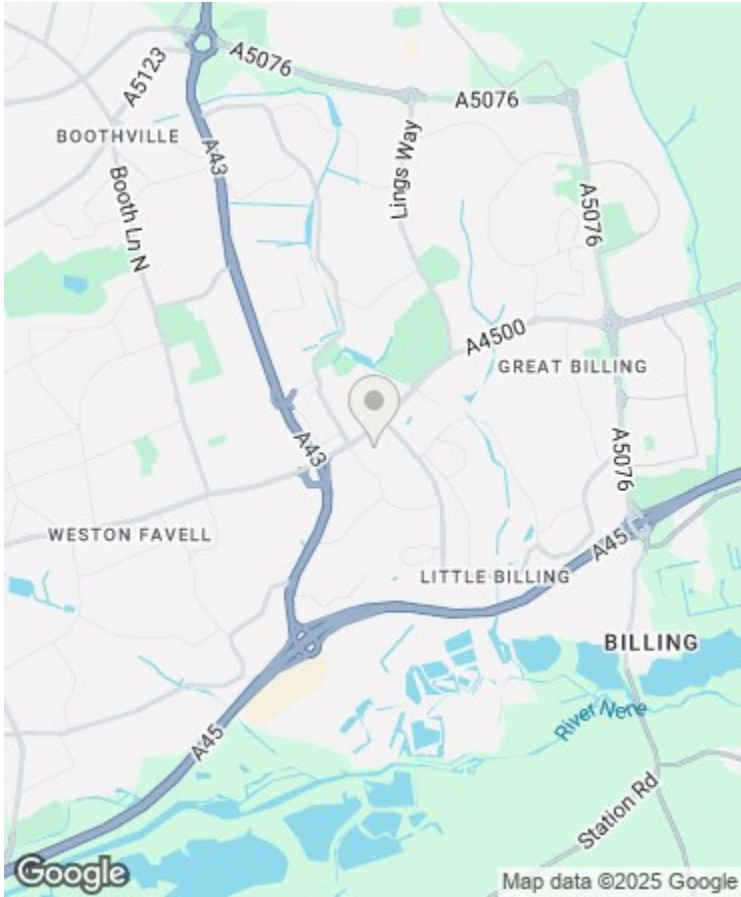 A5076
A5123
A5076
BOOTHVILLE
A43
Lings Way
Booth Ln N
A5076
A4500
GREAT BILLING
A43
A5076
WESTON FAVELL
A45
LITTLE BILLING
BILLING
River Nene
A45
Station Rd
Google
Map data ©2025 Google